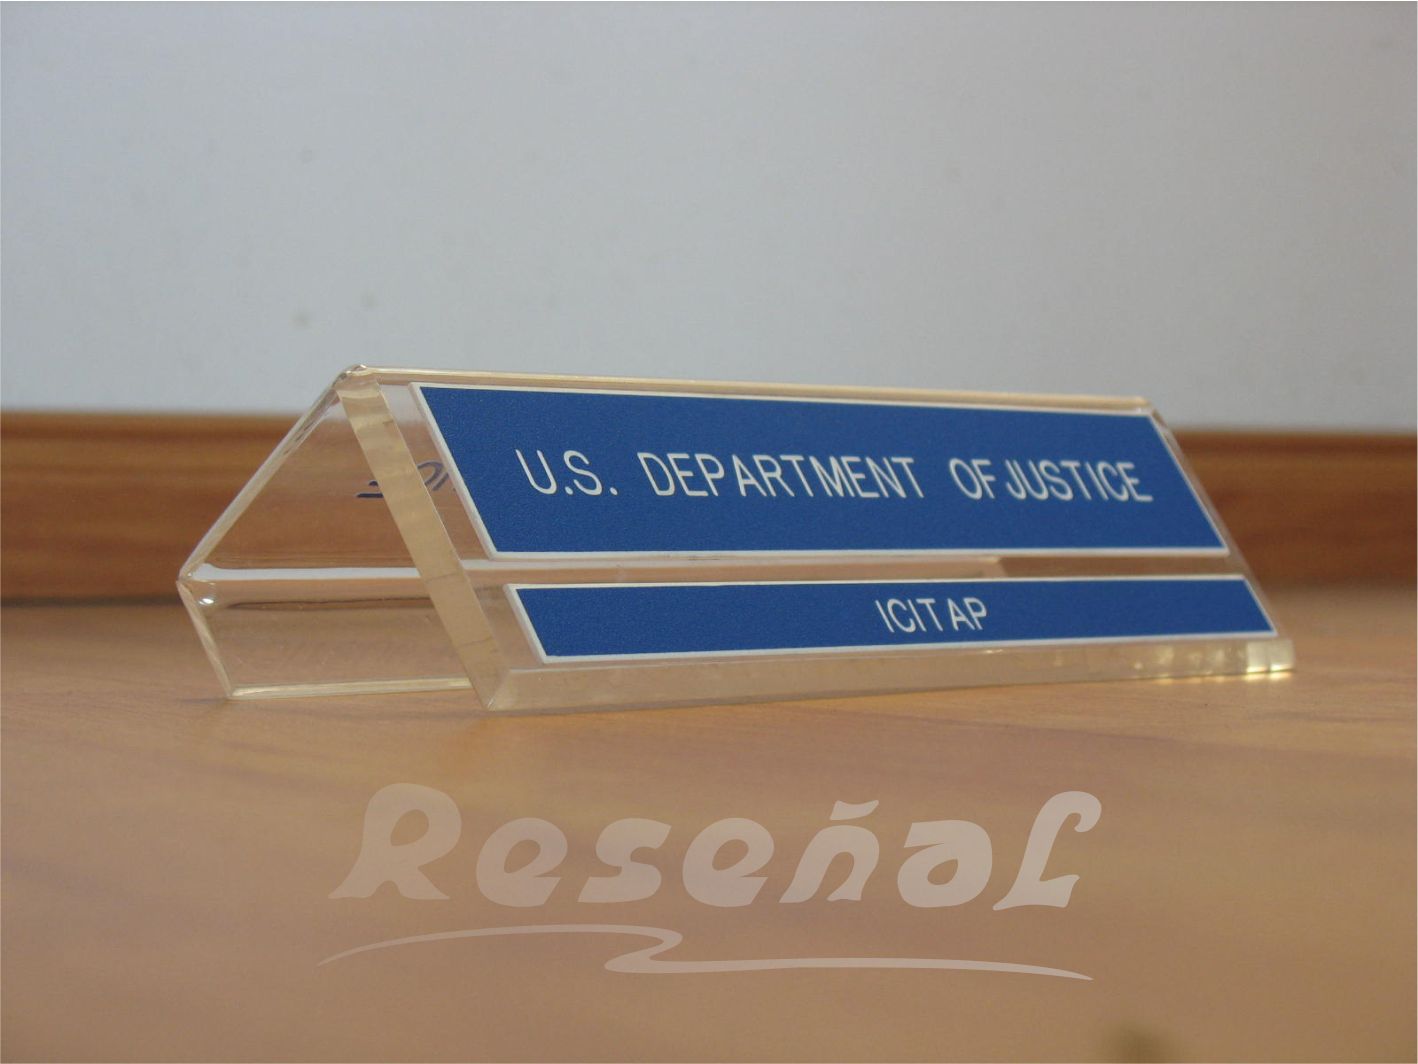 U.S. DEPARTMENT OF JUSTICE
ICITAP
Reseñal